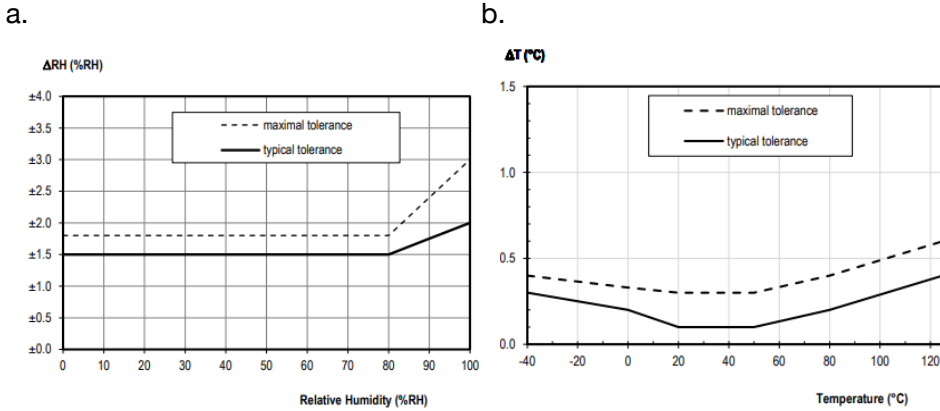 a.
ΔRH (%RH)
±4.0
±3.5
±3.0
±2.5
±2.0
±1.5
±1.0
±0.5
±0.0
maximal tolerance
typical tolerance
0 10 20 30 40 50 60 70 80 90 100
Relative Humidity (%RH)
b.
ΔT (°C)
1.5
1.0
0.5
0.0
maximal tolerance
typical tolerance
-40 -20 0 20 40 60 80 100 120
Temperature (°C)